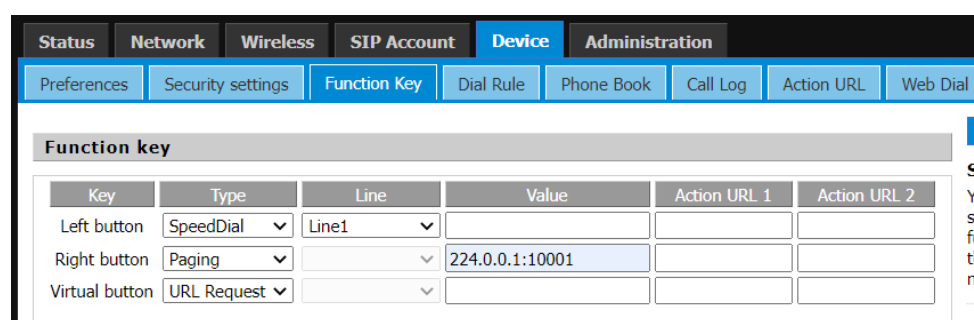 Status Network Wireless SIP Account Device Administration
Preferences Security settings Function Key Dial Rule Phone Book Call Log Action URL Web Dial
Function key
Key Type Line Value Action URL 1 Action URL 2
Left button SpeedDial Line1
Right button Paging 224.0.0.1:10001
Virtual button URL Request